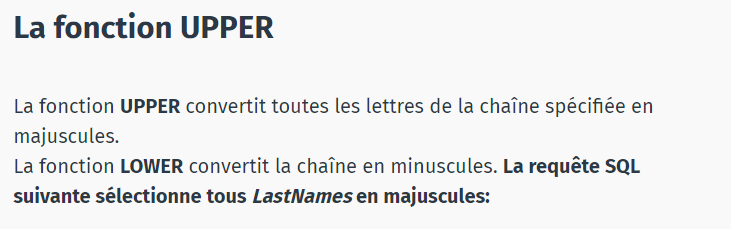 La fonction UPPER
La fonction UPPER convertit toutes les lettres de la chaîne spécifiée en
majuscules.
La fonction LOWER convertit la chaîne en minuscules. La requête SQL
suivante sélectionne tous LastNames en majuscules: